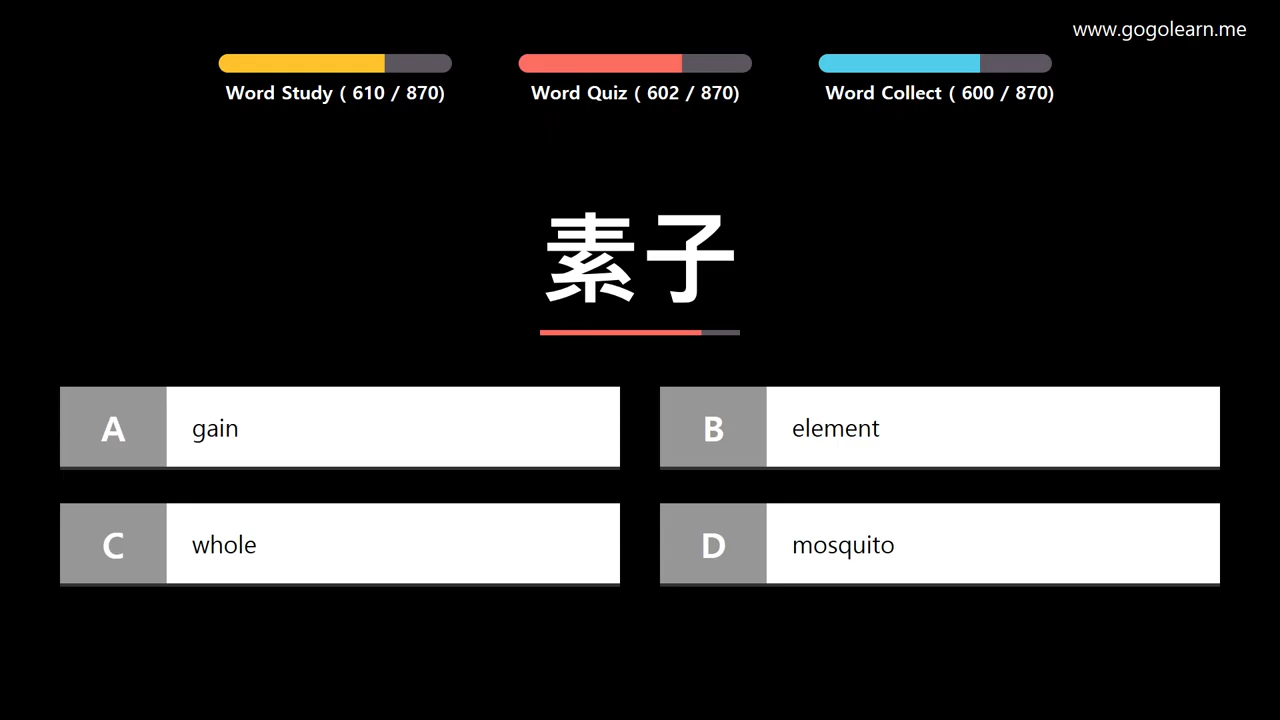 www.gogolearn.me
Word Study ( 610 / 870)
Word Quiz ( 602 / 870)
Word Collect ( 600 / 870)
素子
A gain
B element
C whole
D mosquito